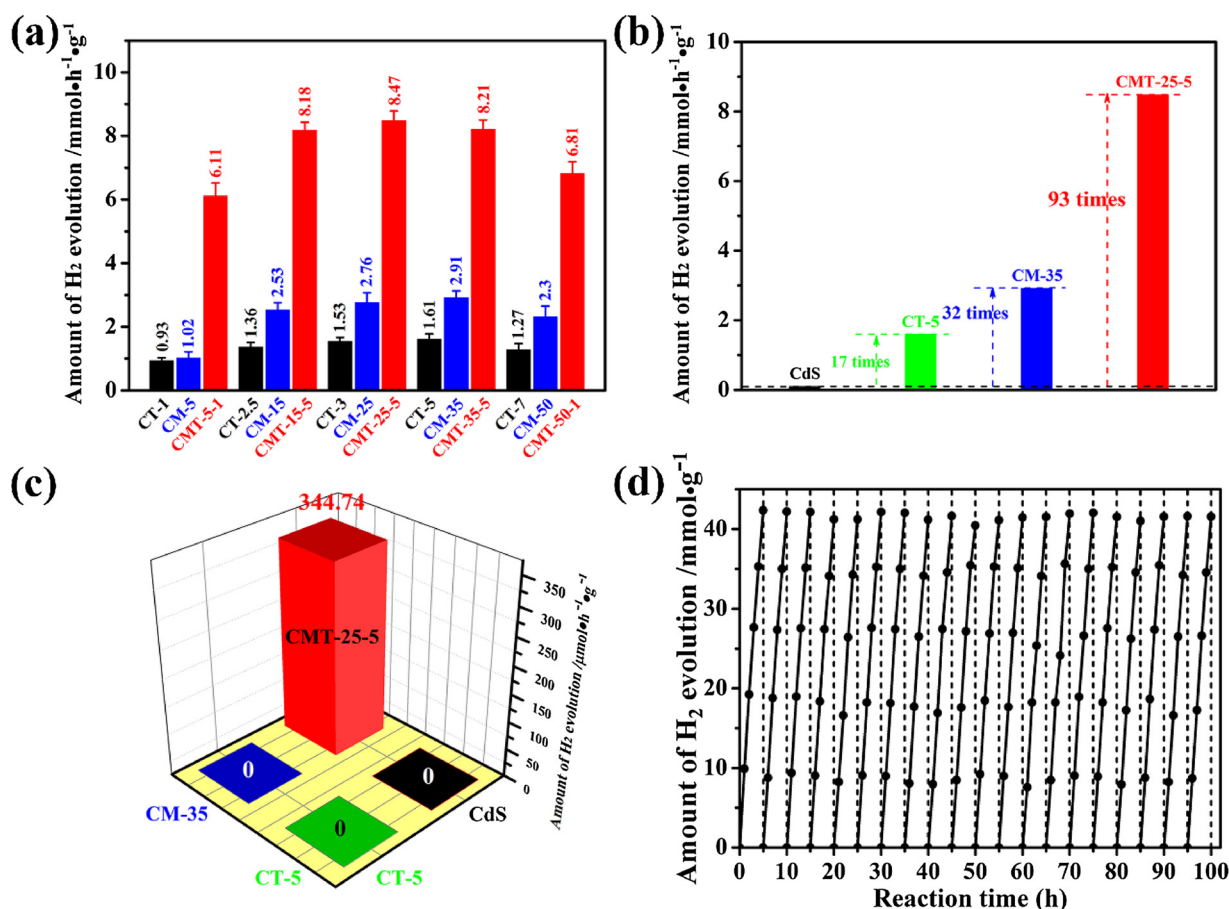 (a)
Amount of H₂ evolution /mmol•h⁻¹•g⁻¹
10
8
6
4
2
0
0.93
1.02
6.11
1.36
2.53
8.18
1.53
2.76
8.47
1.61
2.91
8.21
1.27
2.3
6.81
CT-1
CM-5
CMT-5-1
CT-2.5
CM-15
CMT-15-5
CT-3
CM-25
CMT-25-5
CT-5
CM-35
CMT-35-5
CT-7
CM-50
CMT-50-1
(b)
Amount of H₂ evolution /mmol•h⁻¹•g⁻¹
10
8
6
4
2
0
CdS
CT-5
17 times
CM-35
32 times
CMT-25-5
93 times
(c)
344.74
CMT-25-5
0
0
0
CM-35
CT-5
CT-5
CdS
350
300
250
200
150
100
50
0
Amount of H₂ evolution /μmol•h⁻¹•g⁻¹
(d)
Amount of H₂ evolution /mmol•g⁻¹
40
30
20
10
0
0 10 20 30 40 50 60 70 80 90 100
Reaction time (h)